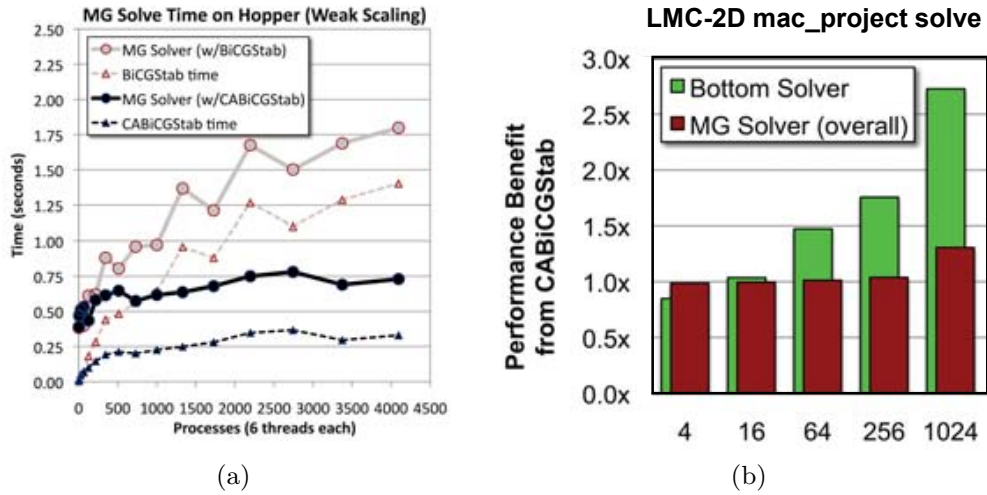 MG Solve Time on Hopper (Weak Scaling)
2.50
2.25
2.00
1.75
1.50
1.25
1.00
0.75
0.50
0.25
0.00
Time (seconds)
MG Solver (w/BiCGStab)
BiCGStab time
MG Solver (w/CABiCGStab)
CABiCGStab time
0 500 1000 1500 2000 2500 3000 3500 4000 4500
Processes (6 threads each)
(a)
LMC-2D mac_project solve
3.0x
2.5x
2.0x
1.5x
1.0x
0.5x
0.0x
Performance Benefit
from CABiCGStab
Bottom Solver
MG Solver (overall)
4 16 64 256 1024
(b)